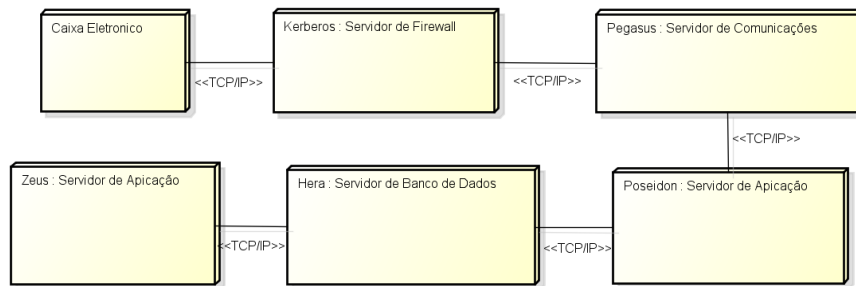 Caixa Eletronico
<<TCP/IP>>
Kerberos : Servidor de Firewall
<<TCP/IP>>
Pegasus : Servidor de Comunicações
<<TCP/IP>>
Zeus : Servidor de Apicação
<<TCP/IP>>
Hera : Servidor de Banco de Dados
<<TCP/IP>>
Poseidon : Servidor de Apicação